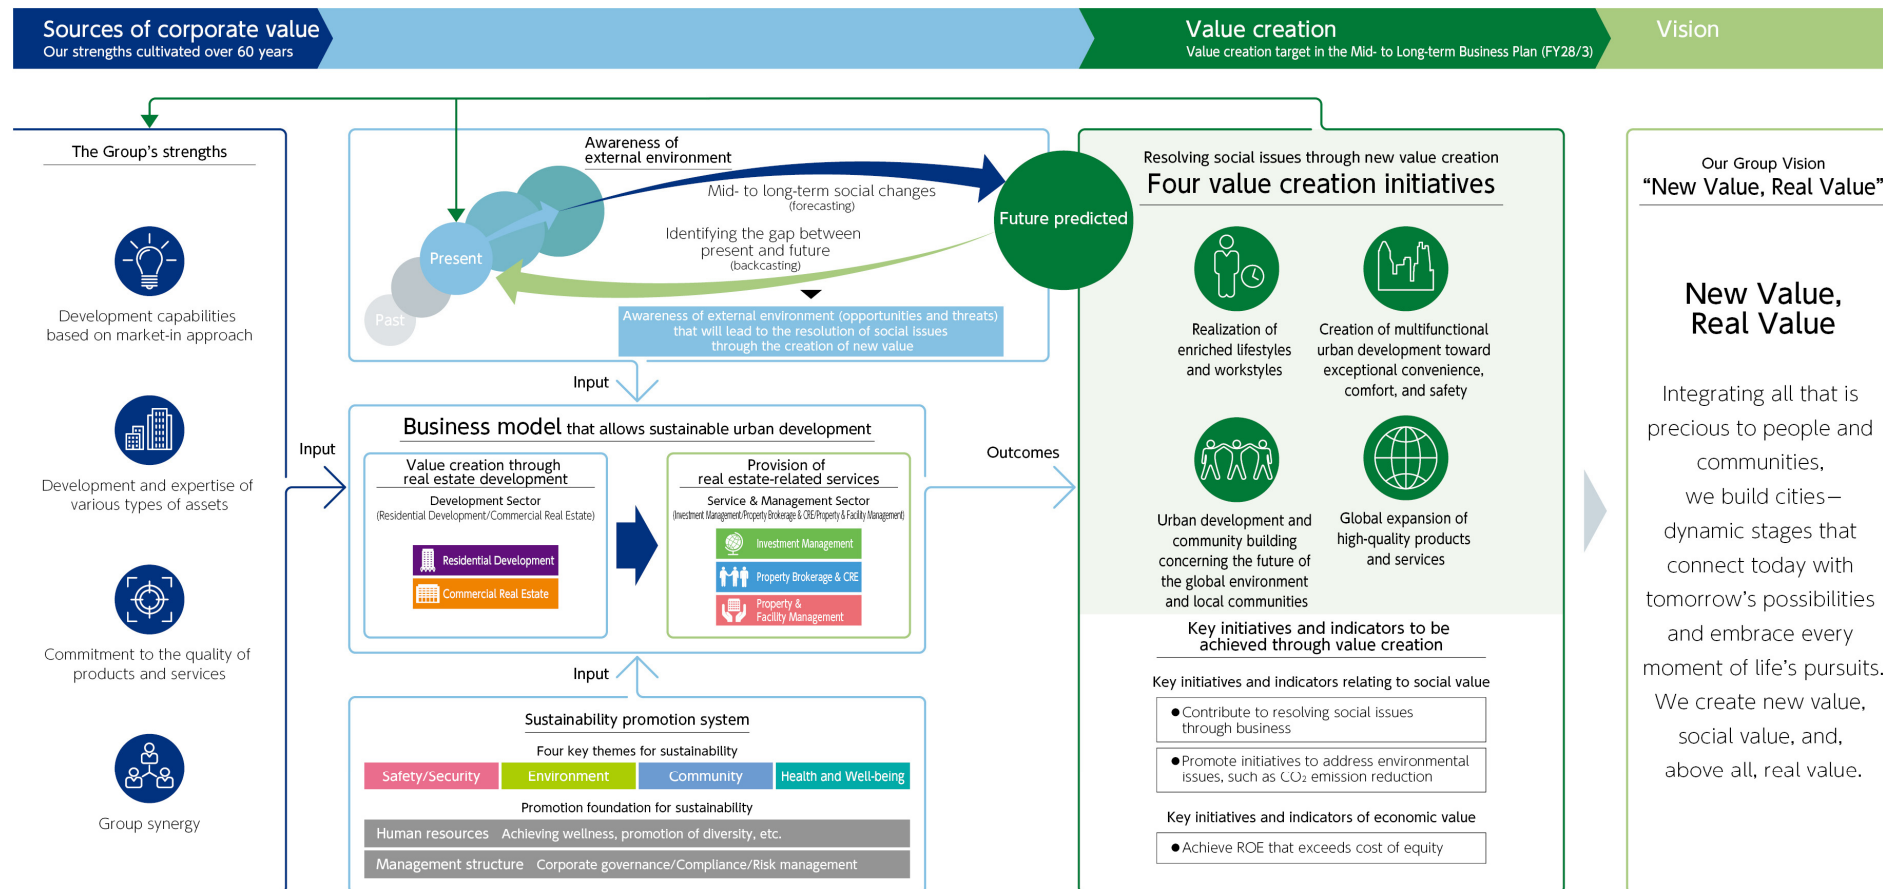 Sources of corporate value
Our strengths cultivated over 60 years
Value creation
Value creation target in the Mid- to Long-term Business Plan (FY28/3)
Vision
The Group's strengths
Development capabilities
based on market-in approach
Development and expertise of
various types of assets
Commitment to the quality of
products and services
Group synergy
Input
Awareness of
external environment
Mid- to long-term social changes
(forecasting)
Identifying the gap between
present and future
(backcasting)
Past
Present
Future predicted
Awareness of external environment (opportunities and threats)
that will lead to the resolution of social issues
through the creation of new value
Input
Business model that allows sustainable urban development
Value creation through
real estate development
Development Sector
(Residential Development/Commercial Real Estate)
Residential Development
Commercial Real Estate
Provision of
real estate-related services
Service & Management Sector
(Investment Management/Property Brokerage & CRE/Property & Facility Management)
Investment Management
Property Brokerage & CRE
Property &
Facility Management
Input
Sustainability promotion system
Four key themes for sustainability
Safety/Security
Environment
Community
Health and Well-being
Promotion foundation for sustainability
Human resources Achieving wellness, promotion of diversity, etc.
Management structure Corporate governance/Compliance/Risk management
Outcomes
Resolving social issues through new value creation
Four value creation initiatives
Realization of
enriched lifestyles
and workstyles
Creation of multifunctional
urban development toward
exceptional convenience,
comfort, and safety
Urban development and
community building
concerning the future of
the global environment
and local communities
Global expansion of
high-quality products
and services
Key initiatives and indicators to be
achieved through value creation
Key initiatives and indicators relating to social value
●Contribute to resolving social issues
through business
●Promote initiatives to address environmental
issues, such as CO₂ emission reduction
Key initiatives and indicators of economic value
●Achieve ROE that exceeds cost of equity
Our Group Vision
“New Value, Real Value”
New Value,
Real Value
Integrating all that is
precious to people and
communities,
we build cities—
dynamic stages that
connect today with
tomorrow's possibilities
and embrace every
moment of life's pursuits.
We create new value,
social value, and,
above all, real value.